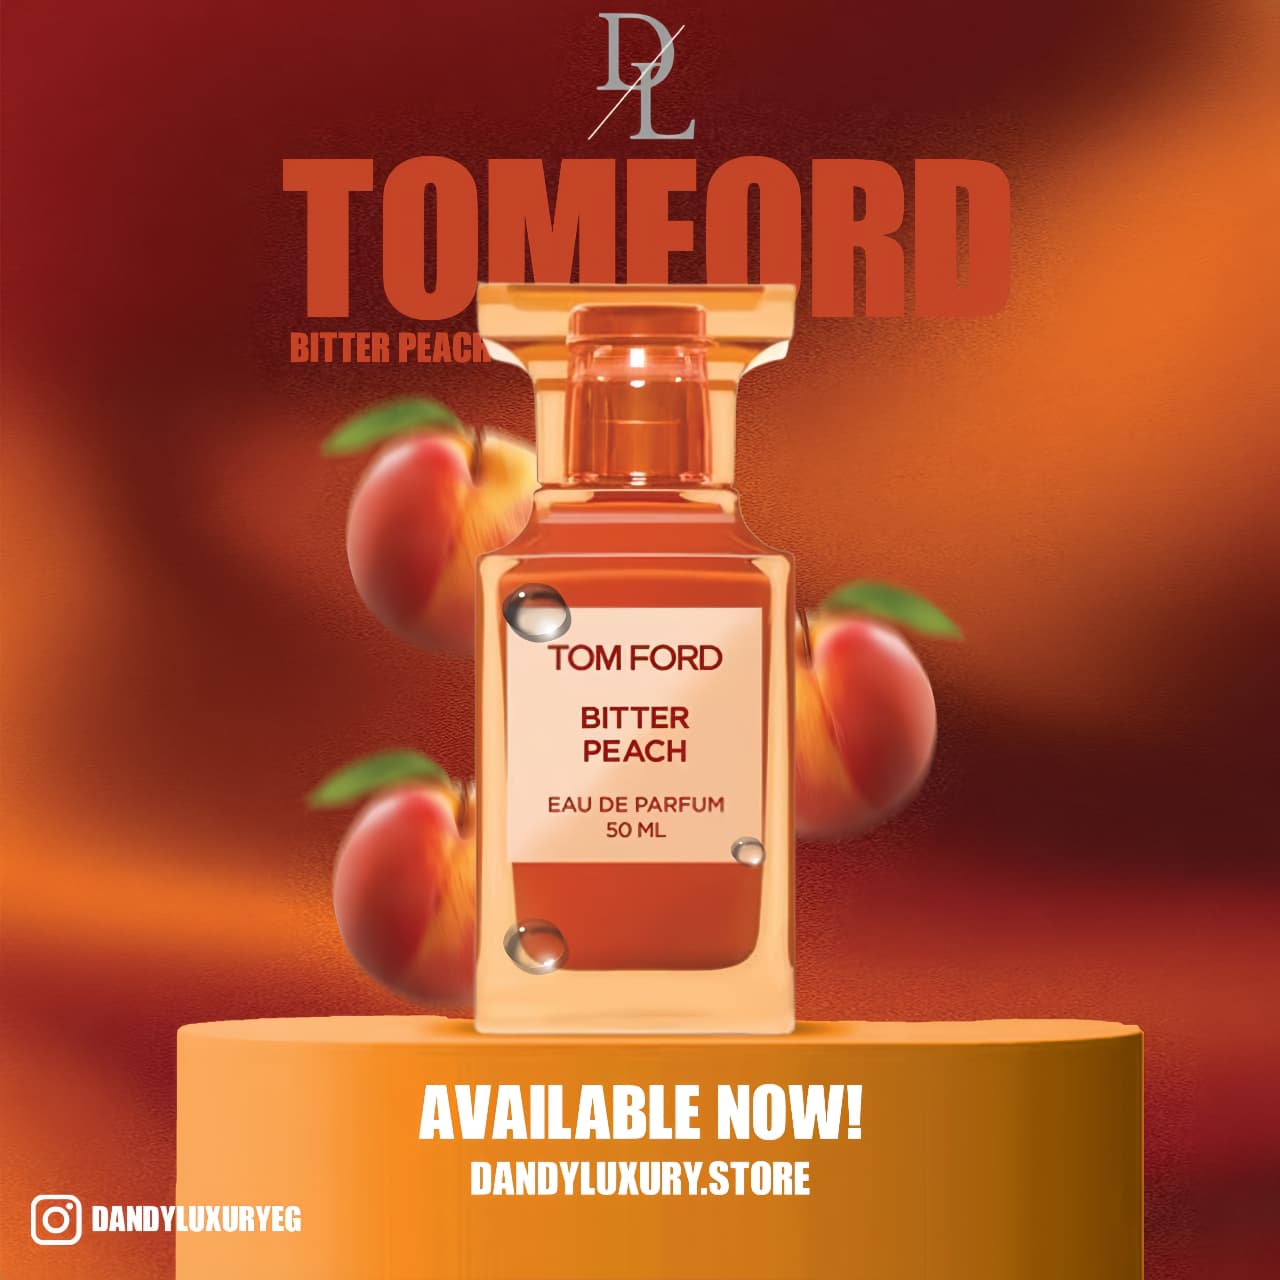 DL
TOMFORD
BITTER PEACH
TOM FORD
BITTER
PEACH
EAU DE PARFUM
50 ML
AVAILABLE NOW!
DANDYLUXURY.STORE
DANDYLUXURYEG